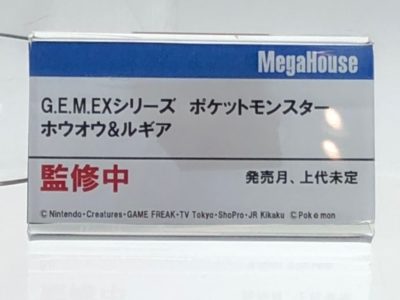 MegaHouse
G.E.M.EXシリーズ ポケットモンスター
ホウオウ&ルギア
監修中 発売月、上代未定
©Nintendo・Creatures・GAME FREAK・TV Tokyo・ShoPro・JR Kikaku ©Pokémon